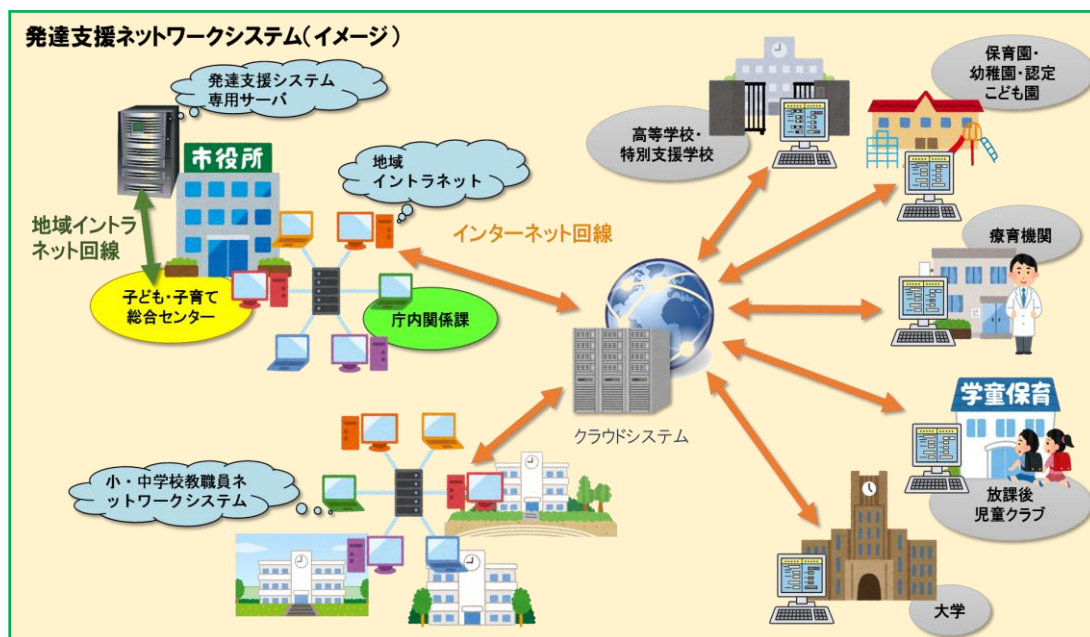 発達支援ネットワークシステム（イメージ）
発達支援システム
専用サーバ
市役所
地域
イントラネット
地域イントラ
ネット回線
インターネット回線
子ども・子育て
総合センター
庁内関係課
高等学校・
特別支援学校
保育園・
幼稚園・認定
こども園
療育機関
クラウドシステム
学童保育
放課後
児童クラブ
小・中学校教職員ネ
ットワークシステム
大学